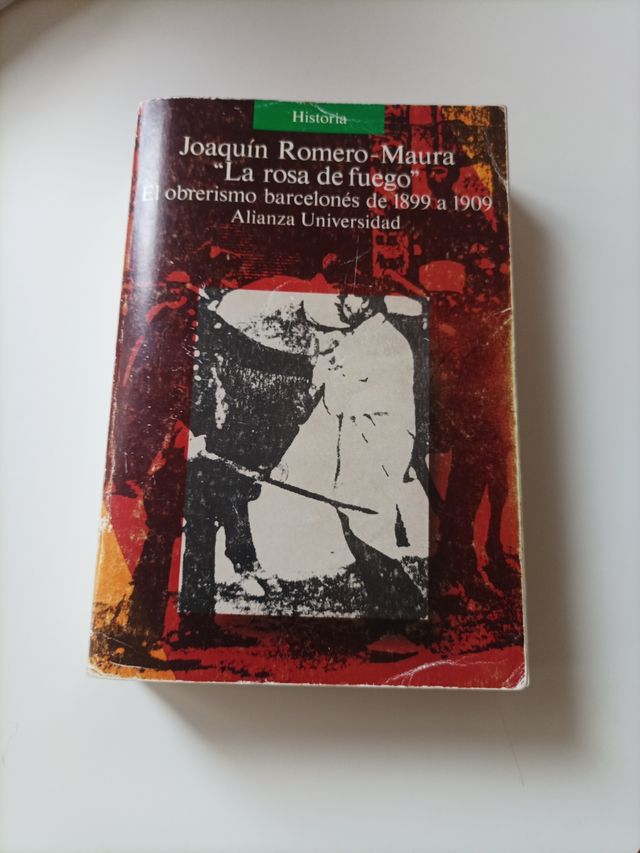 Historia
Joaquín Romero-Maura
"La rosa de fuego"
El obrerismo barcelonés de 1899 a 1909
Alianza Universidad